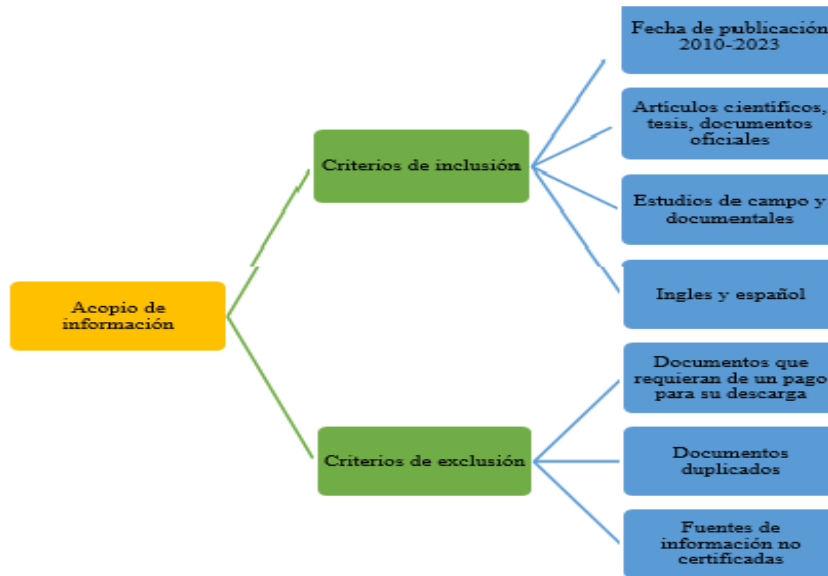 Acopio de
información
Criterios de inclusión
Fecha de publicación
2010-2023
Artículos científicos,
tesis, documentos
oficiales
Estudios de campo y
documentales
Ingles y español
Criterios de exclusión
Documentos que
requieran de un pago
para su descarga
Documentos
duplicados
Fuentes de
información no
certificadas